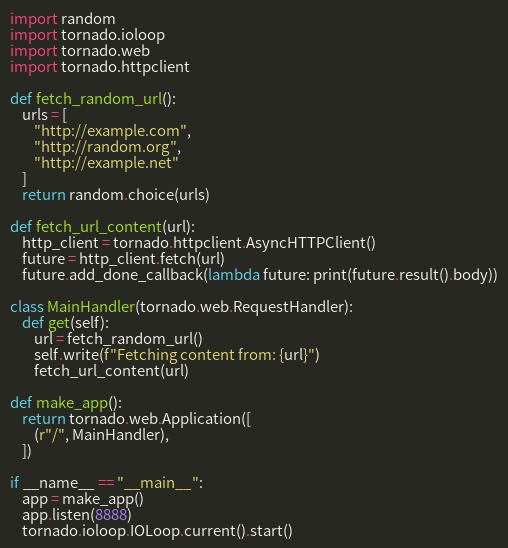 import random
import tornado.ioloop
import tornado.web
import tornado.httpclient

def fetch_random_url():
    urls = [
        "http://example.com",
        "http://random.org",
        "http://example.net"
    ]
    return random.choice(urls)

def fetch_url_content(url):
    http_client = tornado.httpclient.AsyncHTTPClient()
    future = http_client.fetch(url)
    future.add_done_callback(lambda future: print(future.result().body))

class MainHandler(tornado.web.RequestHandler):
    def get(self):
        url = fetch_random_url()
        self.write(f"Fetching content from: {url}")
        fetch_url_content(url)

def make_app():
    return tornado.web.Application([
        (r"/", MainHandler),
    ])

if __name__ == "__main__":
    app = make_app()
    app.listen(8888)
    tornado.ioloop.IOLoop.current().start()